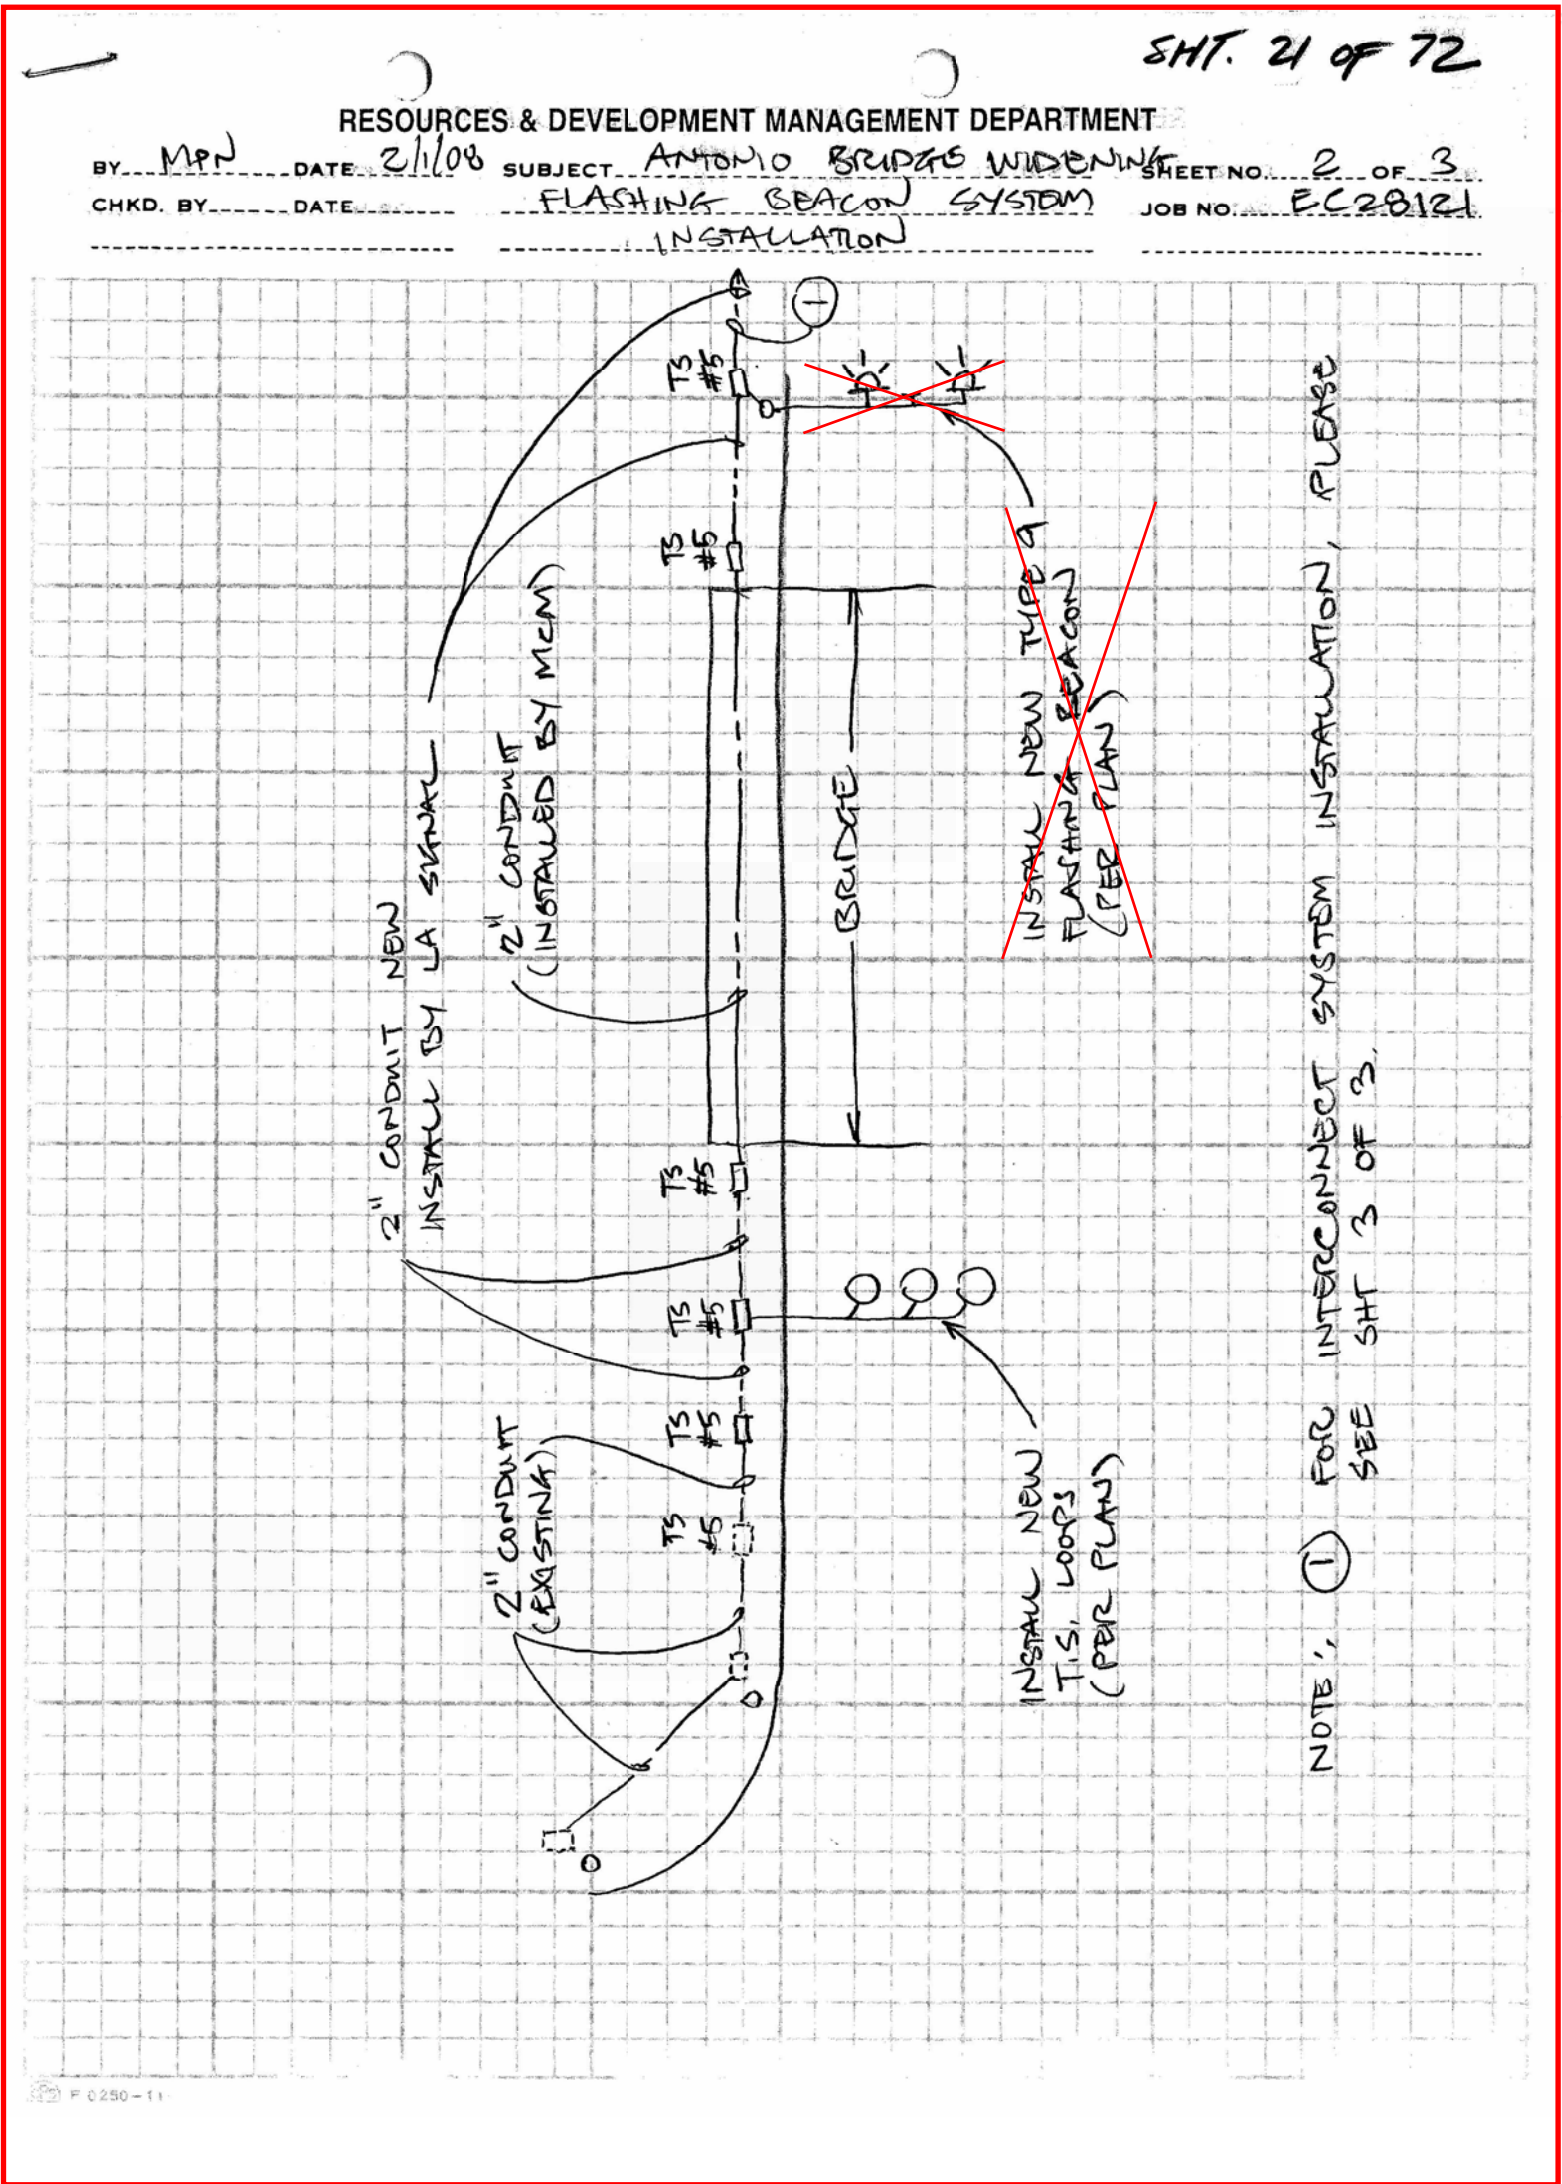 SHT. 21 OF 72
RESOURCES & DEVELOPMENT MANAGEMENT DEPARTMENT
BY MPN DATE 2/1/08 SUBJECT ANTONIO BRIDGE WIDENING SHEET NO. 2 OF 3
CHKD. BY DATE FLASHING BEACON SYSTEM JOB NO. EC28121
INSTALLATION
1
TS
#5
TS
#5
2" CONDUIT NEW
INSTALL BY LA SIGNAL
2" CONDUIT
(INSTALLED BY McM)
BRIDGE
INSTALL NEW TYPE 9
FLASHING BEACON
(PER PLAN)
TS
#5
TS
#5
TS
#5
TS
#5
2" CONDUIT
(EXISTING)
INSTALL NEW
T.S. LOOPS
(PER PLAN)
NOTE: 1 FOR INTERCONNECT SYSTEM INSTALLATION, PLEASE
SEE SHT 3 OF 3.
F 0250-11